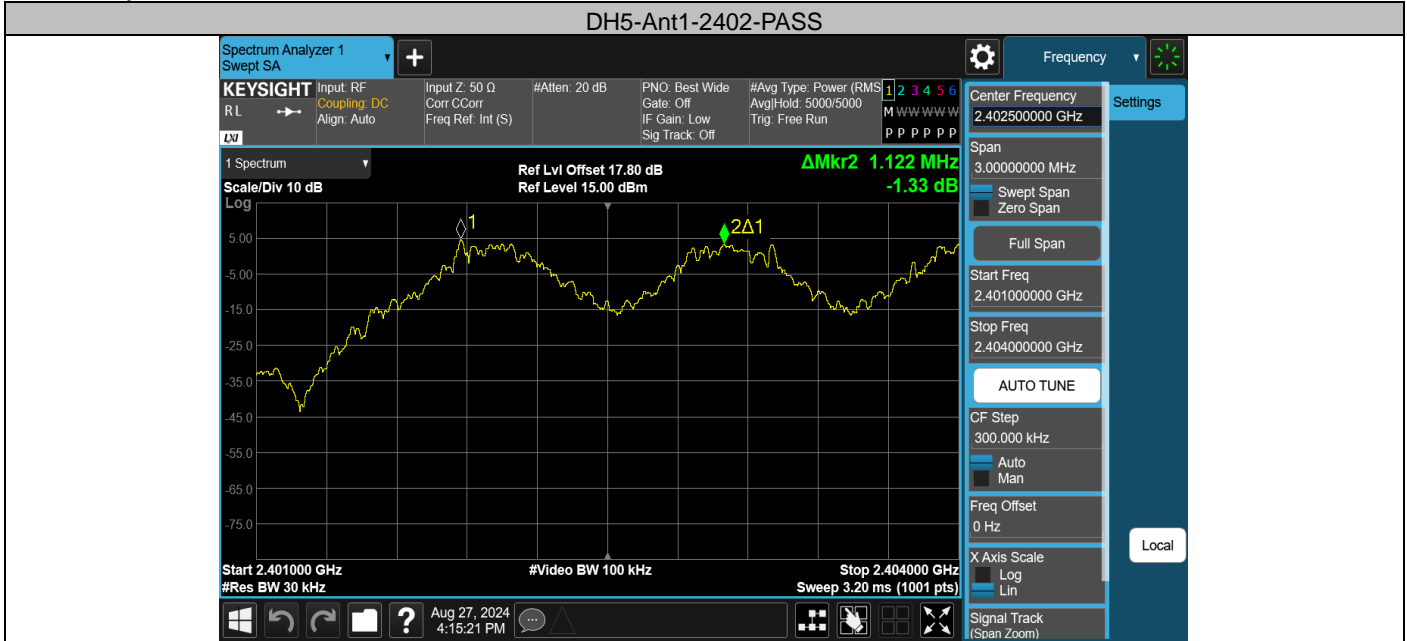 DH5-Ant1-2402-PASS
Spectrum Analyzer 1
Swept SA
Frequency
KEYSIGHT
RL
LXI
Input: RF
Coupling: DC
Align: Auto
Input Z: 50 Ω
Corr CCorr
Freq Ref: Int (S)
#Atten: 20 dB
PNO: Best Wide
Gate: Off
IF Gain: Low
Sig Track: Off
#Avg Type: Power (RMS
Avg|Hold: 5000/5000
Trig: Free Run
1 2 3 4 5 6
M W W W W W
P P P P P P
1 Spectrum
Scale/Div 10 dB
Log
Ref Lvl Offset 17.80 dB
Ref Level 15.00 dBm
ΔMkr2 1.122 MHz
-1.33 dB
1
2Δ1
5.00
-5.00
-15.0
-25.0
-35.0
-45.0
-55.0
-65.0
-75.0
Start 2.401000 GHz
#Res BW 30 kHz
#Video BW 100 kHz
Stop 2.404000 GHz
Sweep 3.20 ms (1001 pts)
Aug 27, 2024
4:15:21 PM
Center Frequency
2.402500000 GHz
Settings
Span
3.00000000 MHz
Swept Span
Zero Span
Full Span
Start Freq
2.401000000 GHz
Stop Freq
2.404000000 GHz
AUTO TUNE
CF Step
300.000 kHz
Auto
Man
Freq Offset
0 Hz
X Axis Scale
Log
Lin
Local
Signal Track
(Span Zoom)